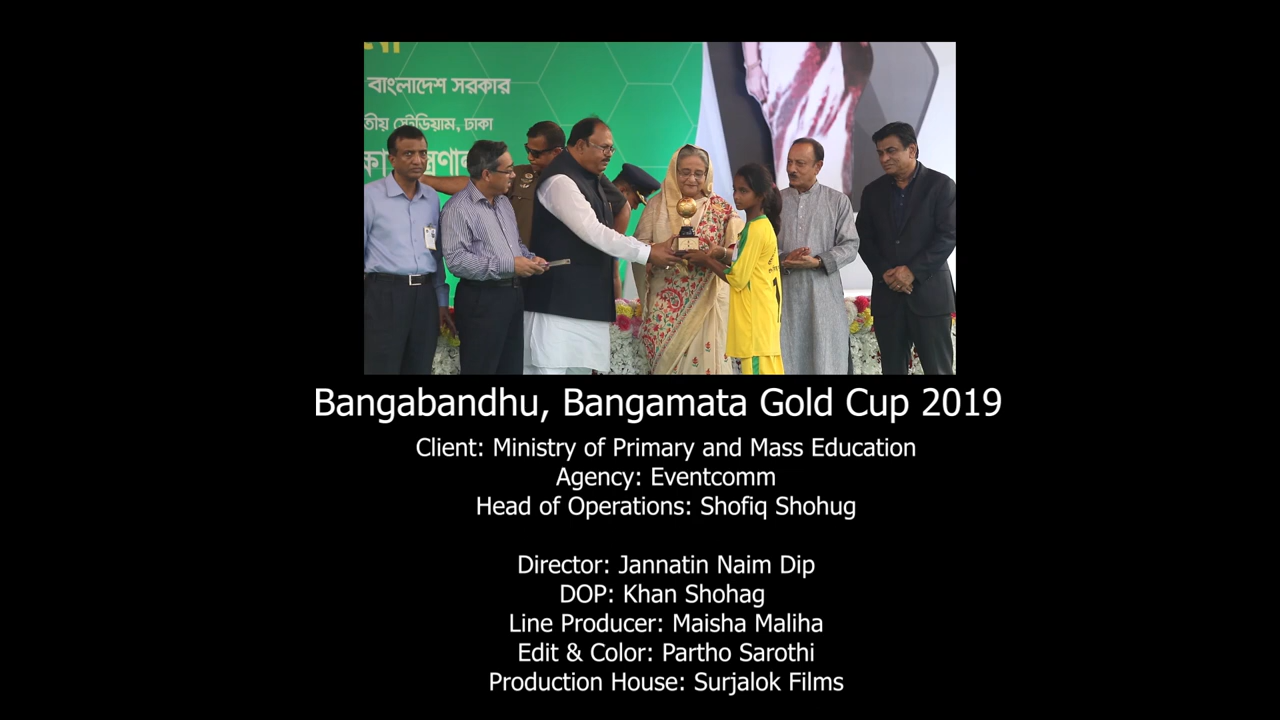 বাংলাদেশ সরকার
স্টেডিয়াম, ঢাকা
Bangabandhu, Bangamata Gold Cup 2019
Client: Ministry of Primary and Mass Education
Agency: Eventcomm
Head of Operations: Shofiq Shohug
Director: Jannatin Naim Dip
DOP: Khan Shohag
Line Producer: Maisha Maliha
Edit & Color: Partho Sarothi
Production House: Surjalok Films